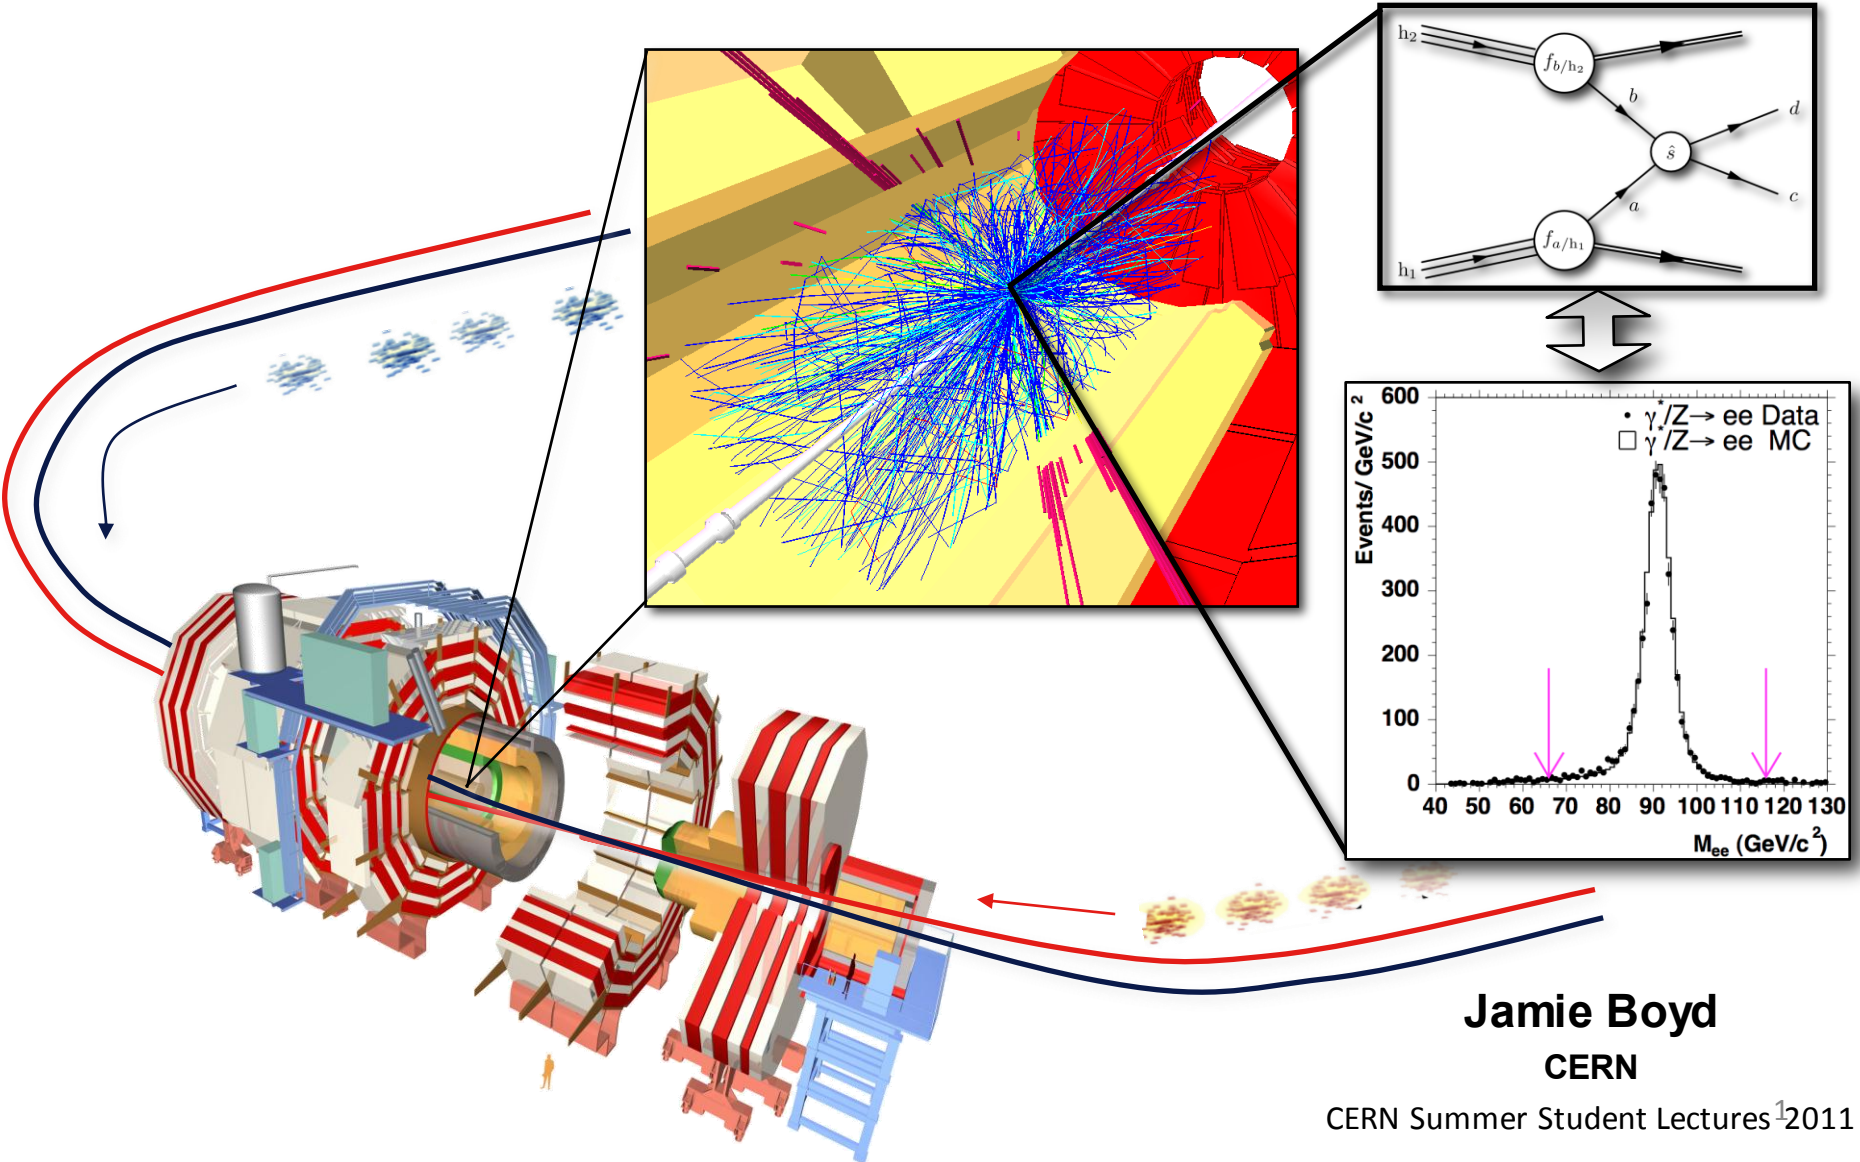 h₂
f_b/h₂
b
d
ŝ
c
a
f_a/h₁
h₁
Events/ GeV/c²
600
500
400
300
200
100
0
γ*/Z→ ee Data
γ*/Z→ ee MC
40 50 60 70 80 90 100 110 120 130
M_ee (GeV/c²)
Jamie Boyd
CERN
CERN Summer Student Lectures 2011
1